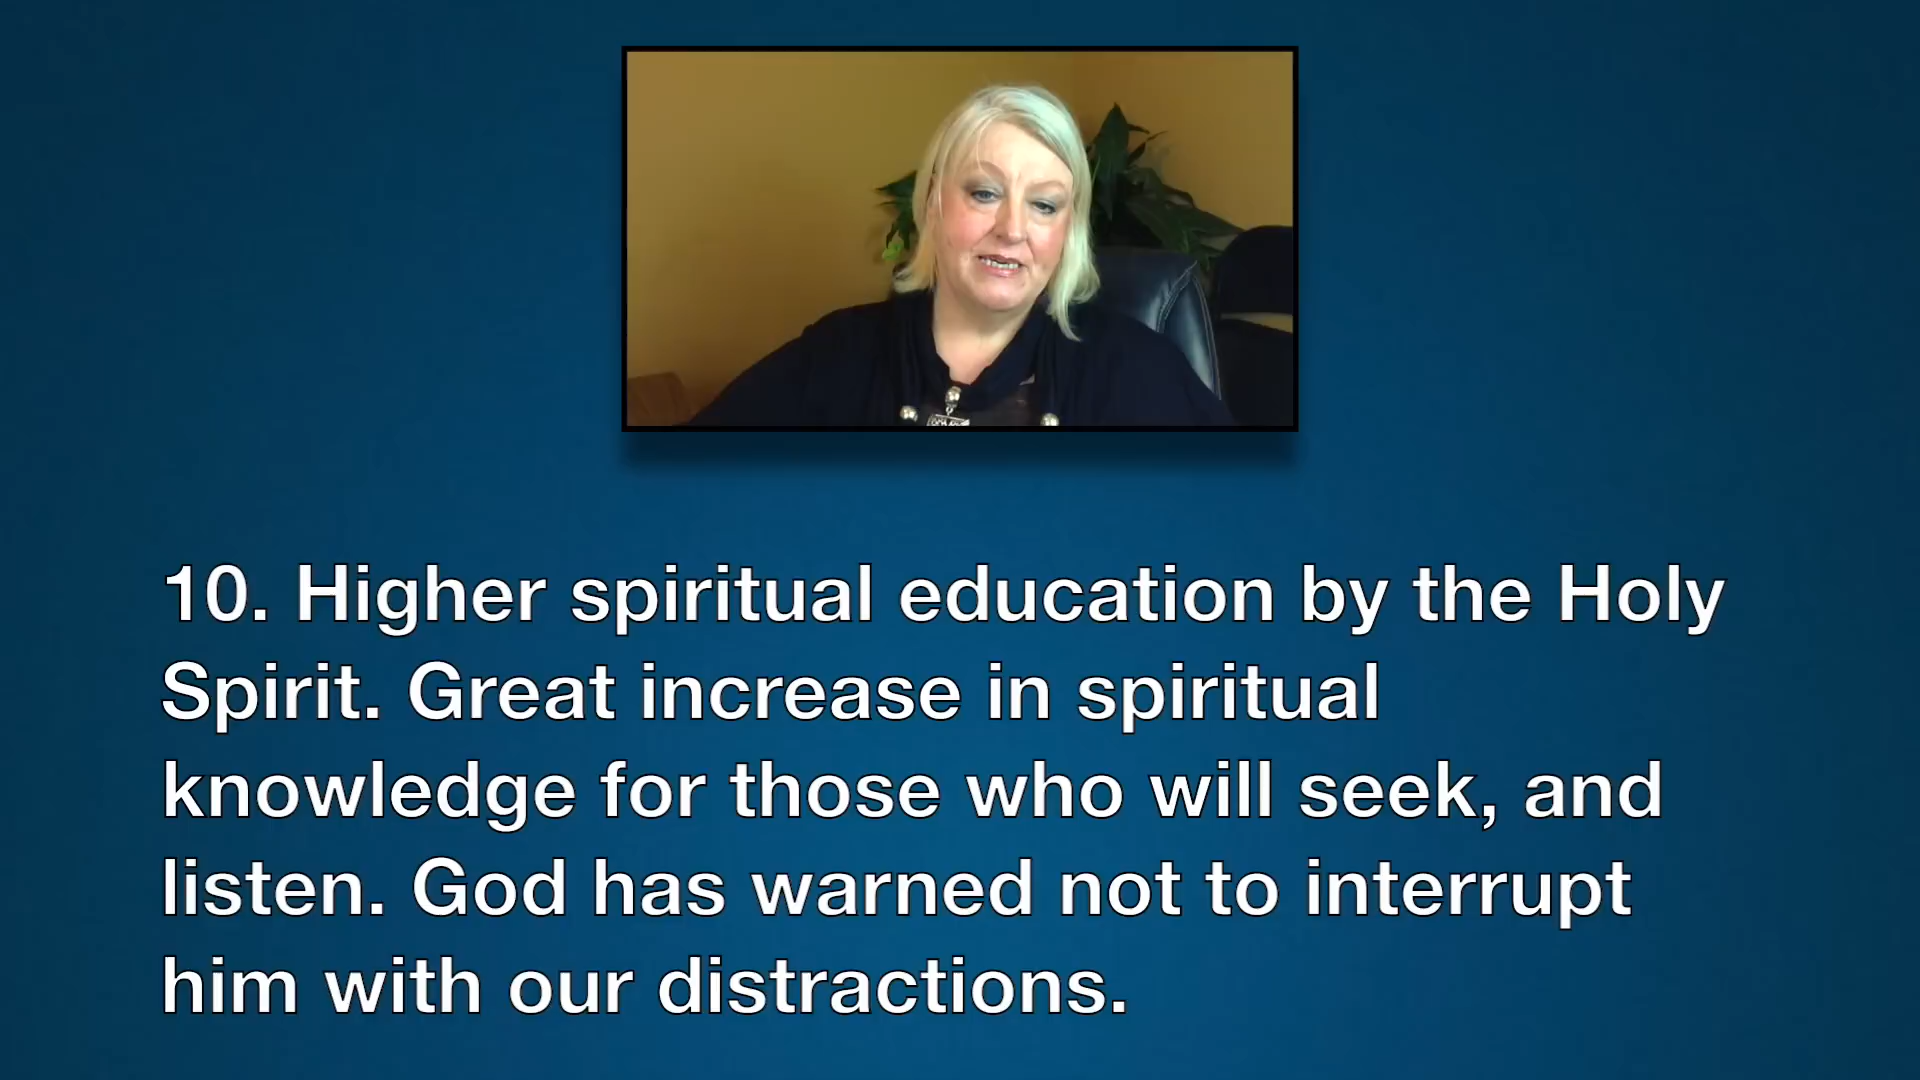 10. Higher spiritual education by the Holy
Spirit. Great increase in spiritual
knowledge for those who will seek, and
listen. God has warned not to interrupt
him with our distractions.